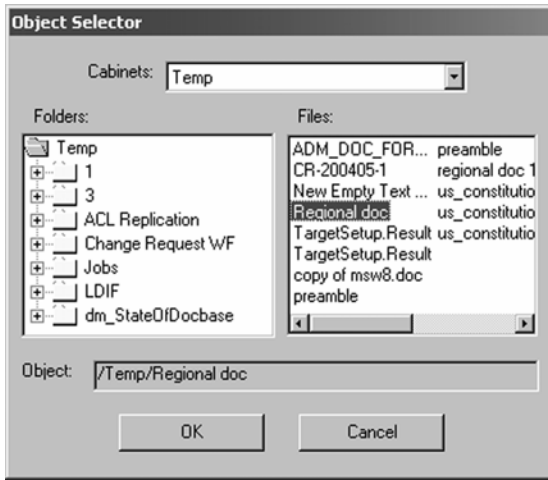 Object Selector
Cabinets: Temp
Folders: Files:
Temp
1
3
ACL Replication
Change Request WF
Jobs
LDIF
dm_StateOfDocbase
ADM_DOC_FOR... preamble
CR-200405-1 regional doc 1
New Empty Text ... us_constitutio
Regional doc us_constitutio
TargetSetup.Result us_constitutio
TargetSetup.Result
copy of msw8.doc
preamble
Object: /Temp/Regional doc
OK Cancel